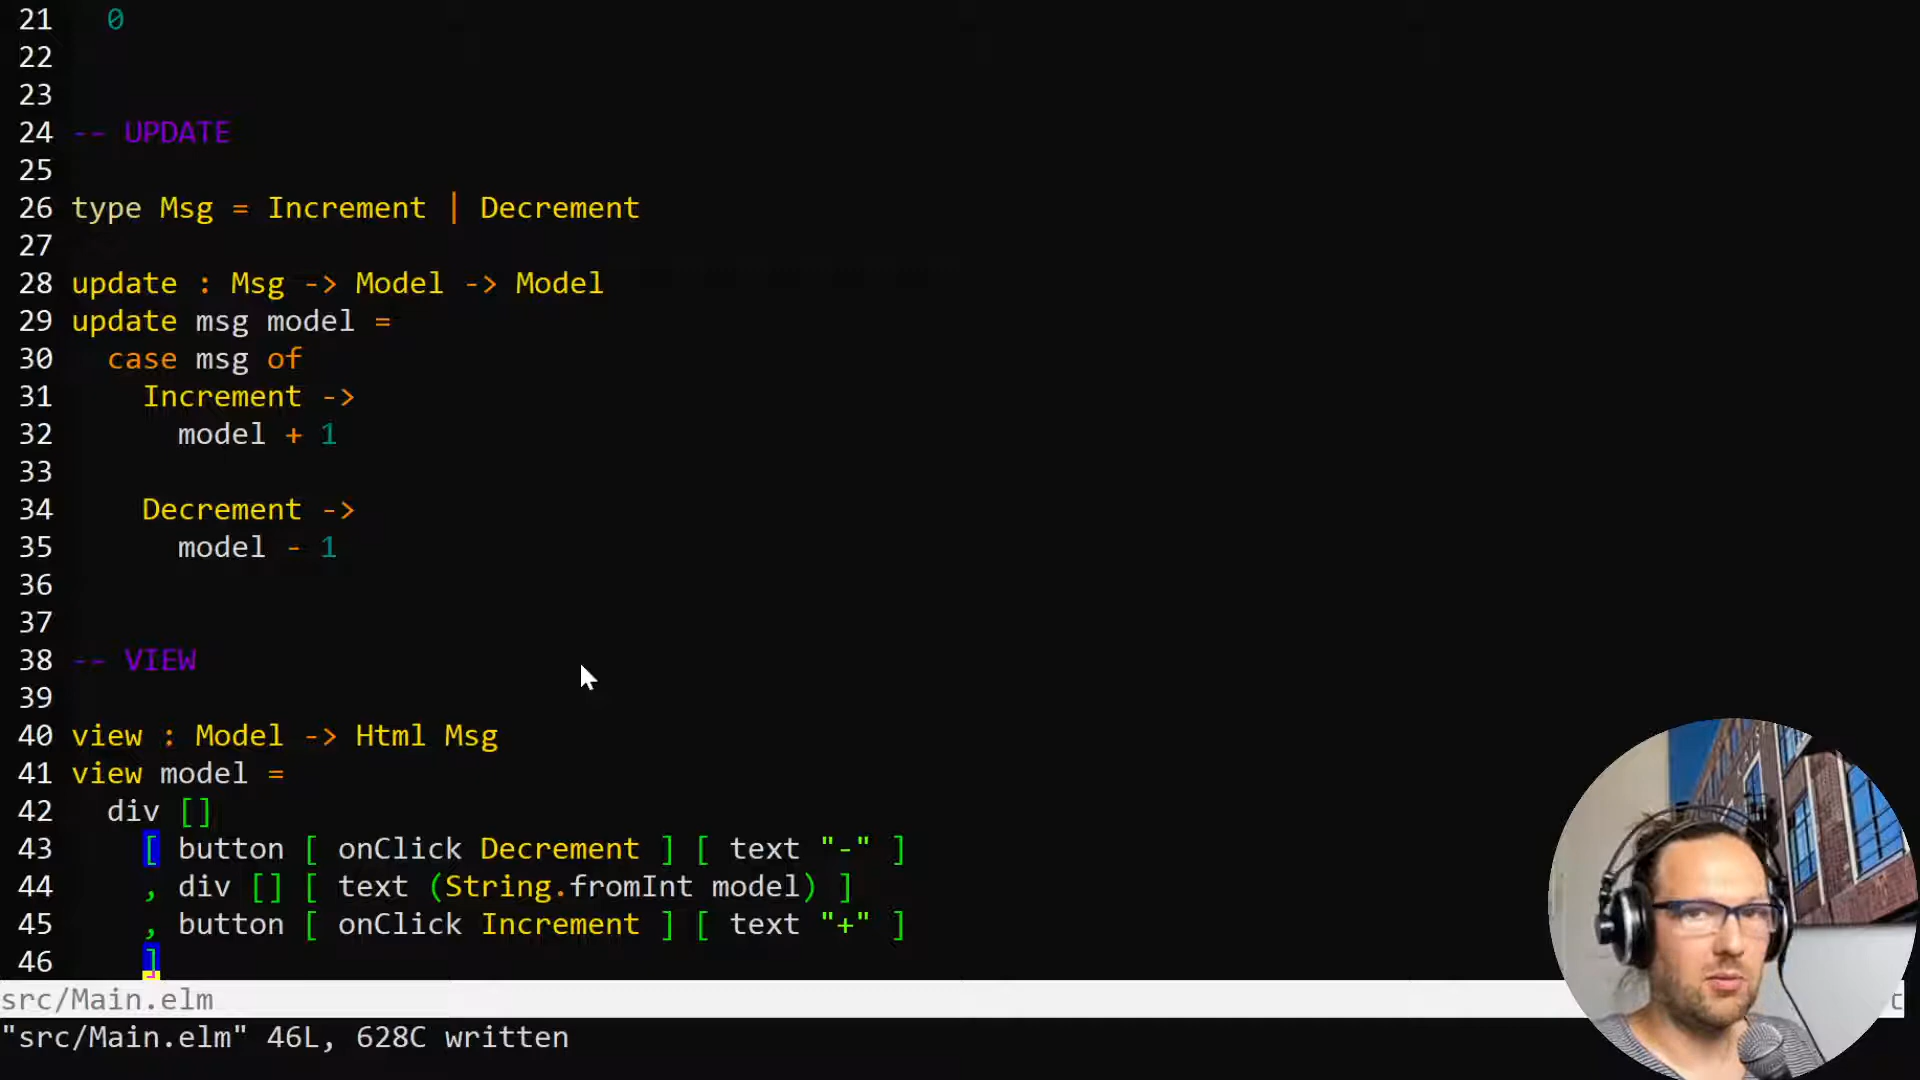 21   0
22
23
24 -- UPDATE
25
26 type Msg = Increment | Decrement
27
28 update : Msg -> Model -> Model
29 update msg model =
30   case msg of
31     Increment ->
32       model + 1
33
34     Decrement ->
35       model - 1
36
37
38 -- VIEW
39
40 view : Model -> Html Msg
41 view model =
42   div []
43     [ button [ onClick Decrement ] [ text "-" ]
44     , div [] [ text (String.fromInt model) ]
45     , button [ onClick Increment ] [ text "+" ]
46     ]
src/Main.elm
"src/Main.elm" 46L, 628C written